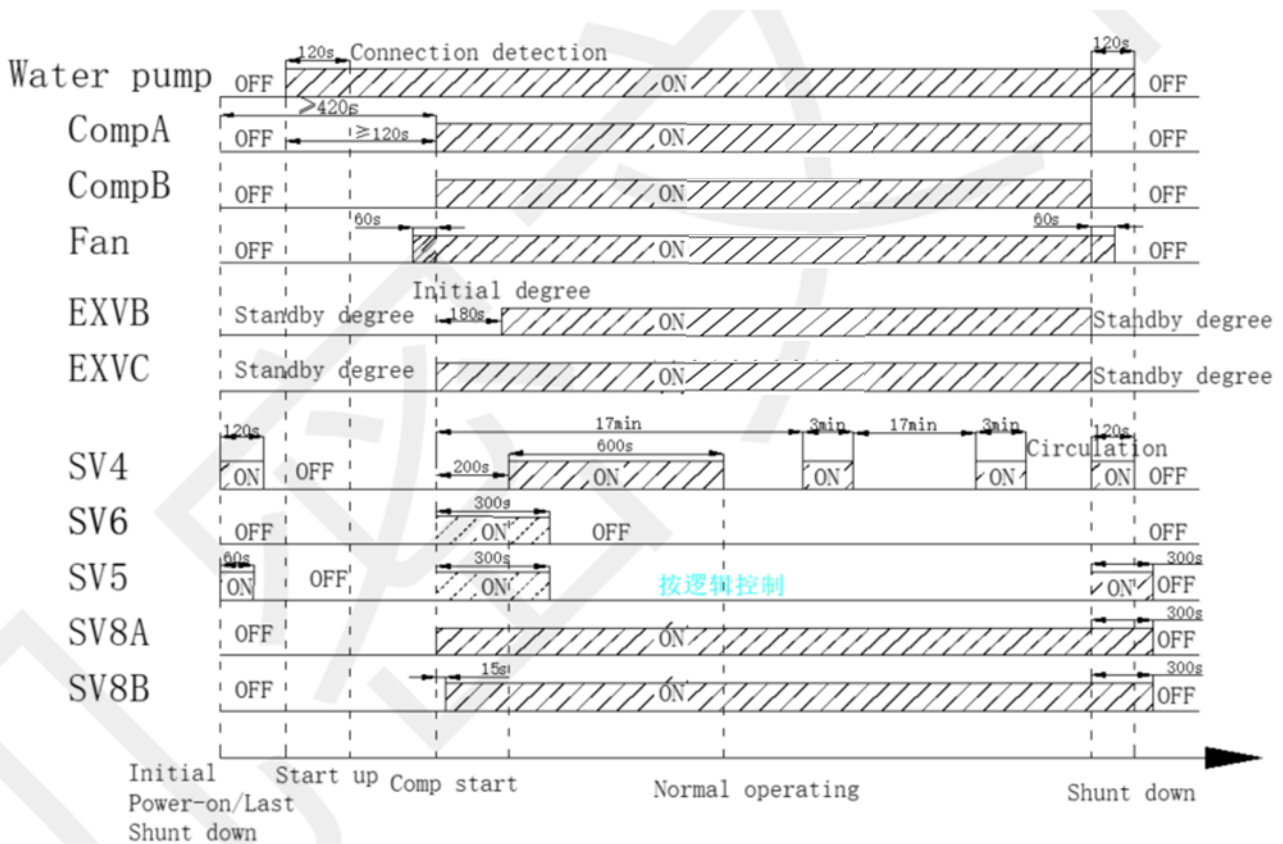 120s Connection detection 120s
Water pump OFF ON OFF
>420s
CompA OFF ≥120s ON OFF
CompB OFF ON OFF
60s 60s
Fan OFF ON OFF
Initial degree
EXVB Standby degree 180s ON Standby degree
EXVC Standby degree ON Standby degree
17min 3min 17min 3min
120s 600s Circulation 120s
SV4 ON OFF 200s ON ON ON ON OFF
300s
SV6 OFF ON OFF OFF
60s 300s 300s
SV5 ON OFF ON 按逻辑控制 ON OFF
300s
SV8A OFF ON OFF
15s 300s
SV8B OFF ON OFF
Initial Start up Comp start Normal operating Shunt down
Power-on/Last
Shunt down